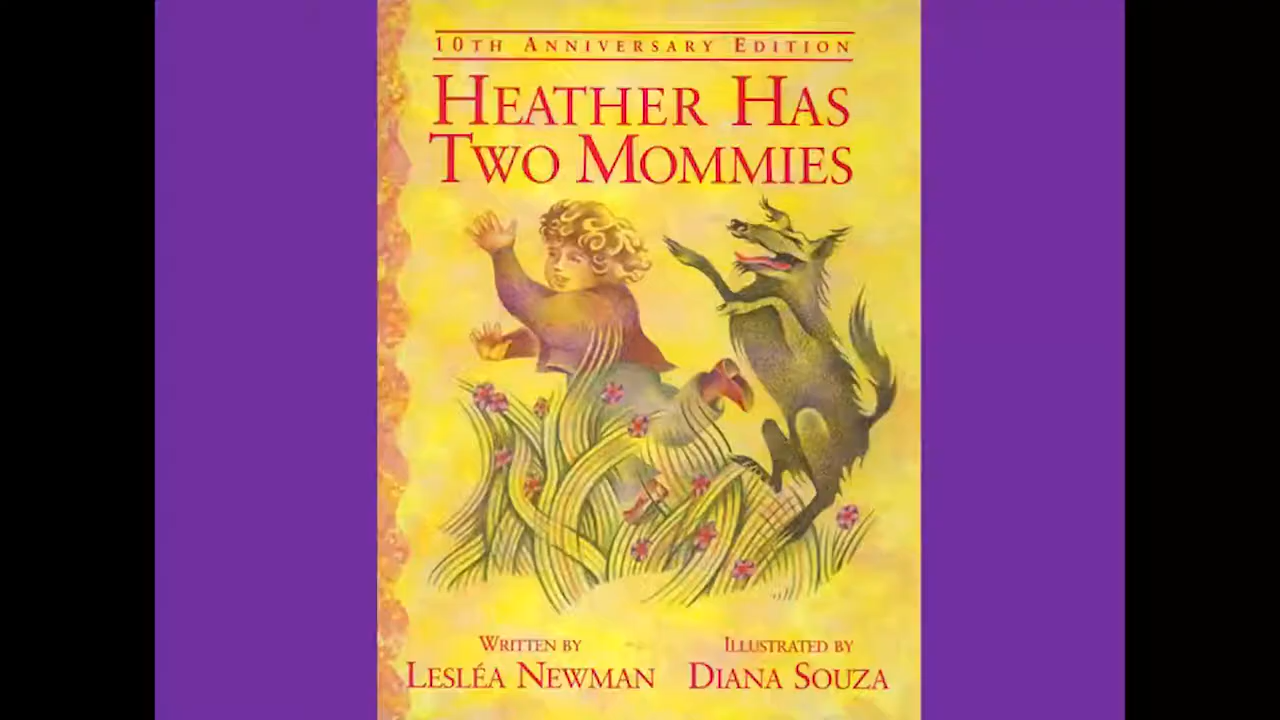 10TH ANNIVERSARY EDITION
HEATHER HAS
TWO MOMMIES
WRITTEN BY
LESLÉA NEWMAN
ILLUSTRATED BY
DIANA SOUZA